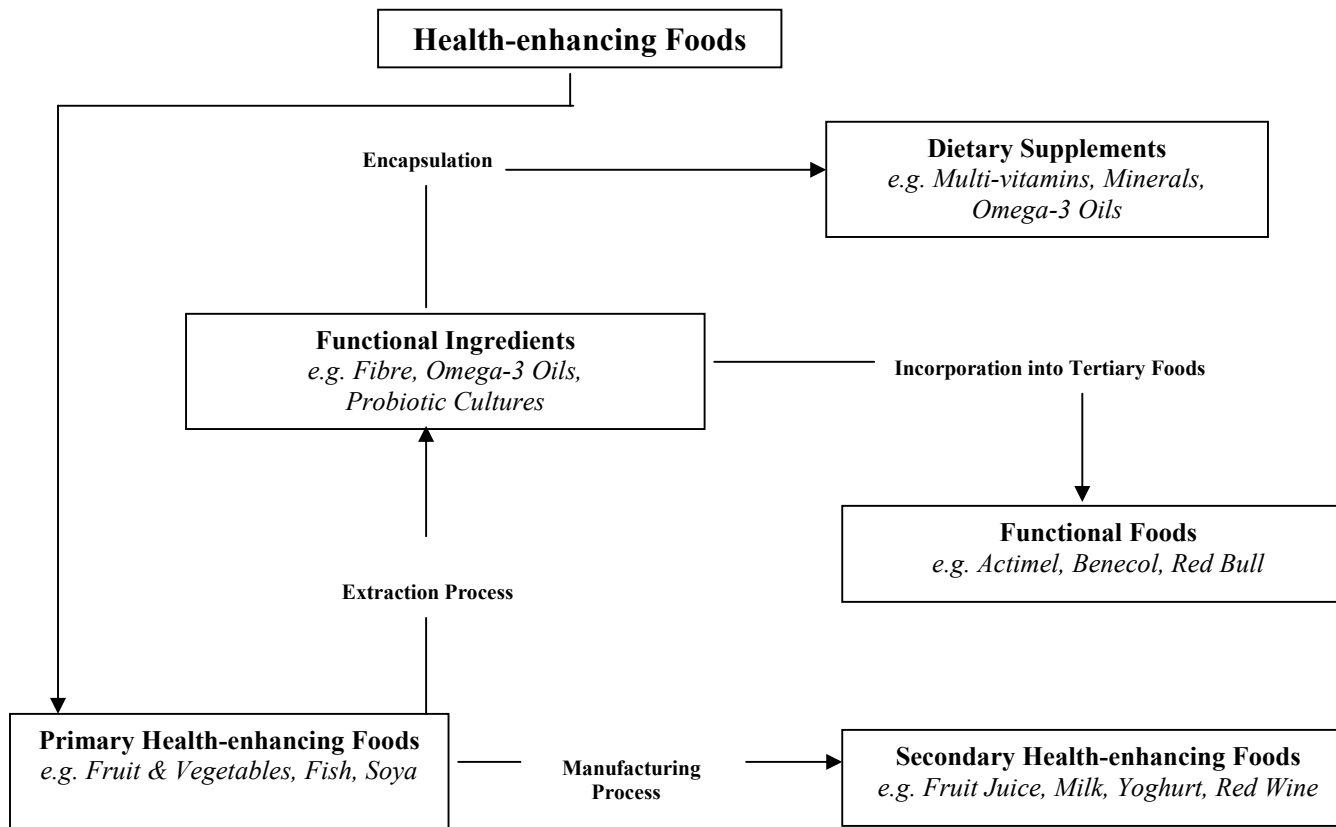 Health-enhancing Foods
Encapsulation
Dietary Supplements
e.g. Multi-vitamins, Minerals,
Omega-3 Oils
Functional Ingredients
e.g. Fibre, Omega-3 Oils,
Probiotic Cultures
Incorporation into Tertiary Foods
Functional Foods
e.g. Actimel, Benecol, Red Bull
Extraction Process
Primary Health-enhancing Foods
e.g. Fruit & Vegetables, Fish, Soya
Manufacturing
Process
Secondary Health-enhancing Foods
e.g. Fruit Juice, Milk, Yoghurt, Red Wine